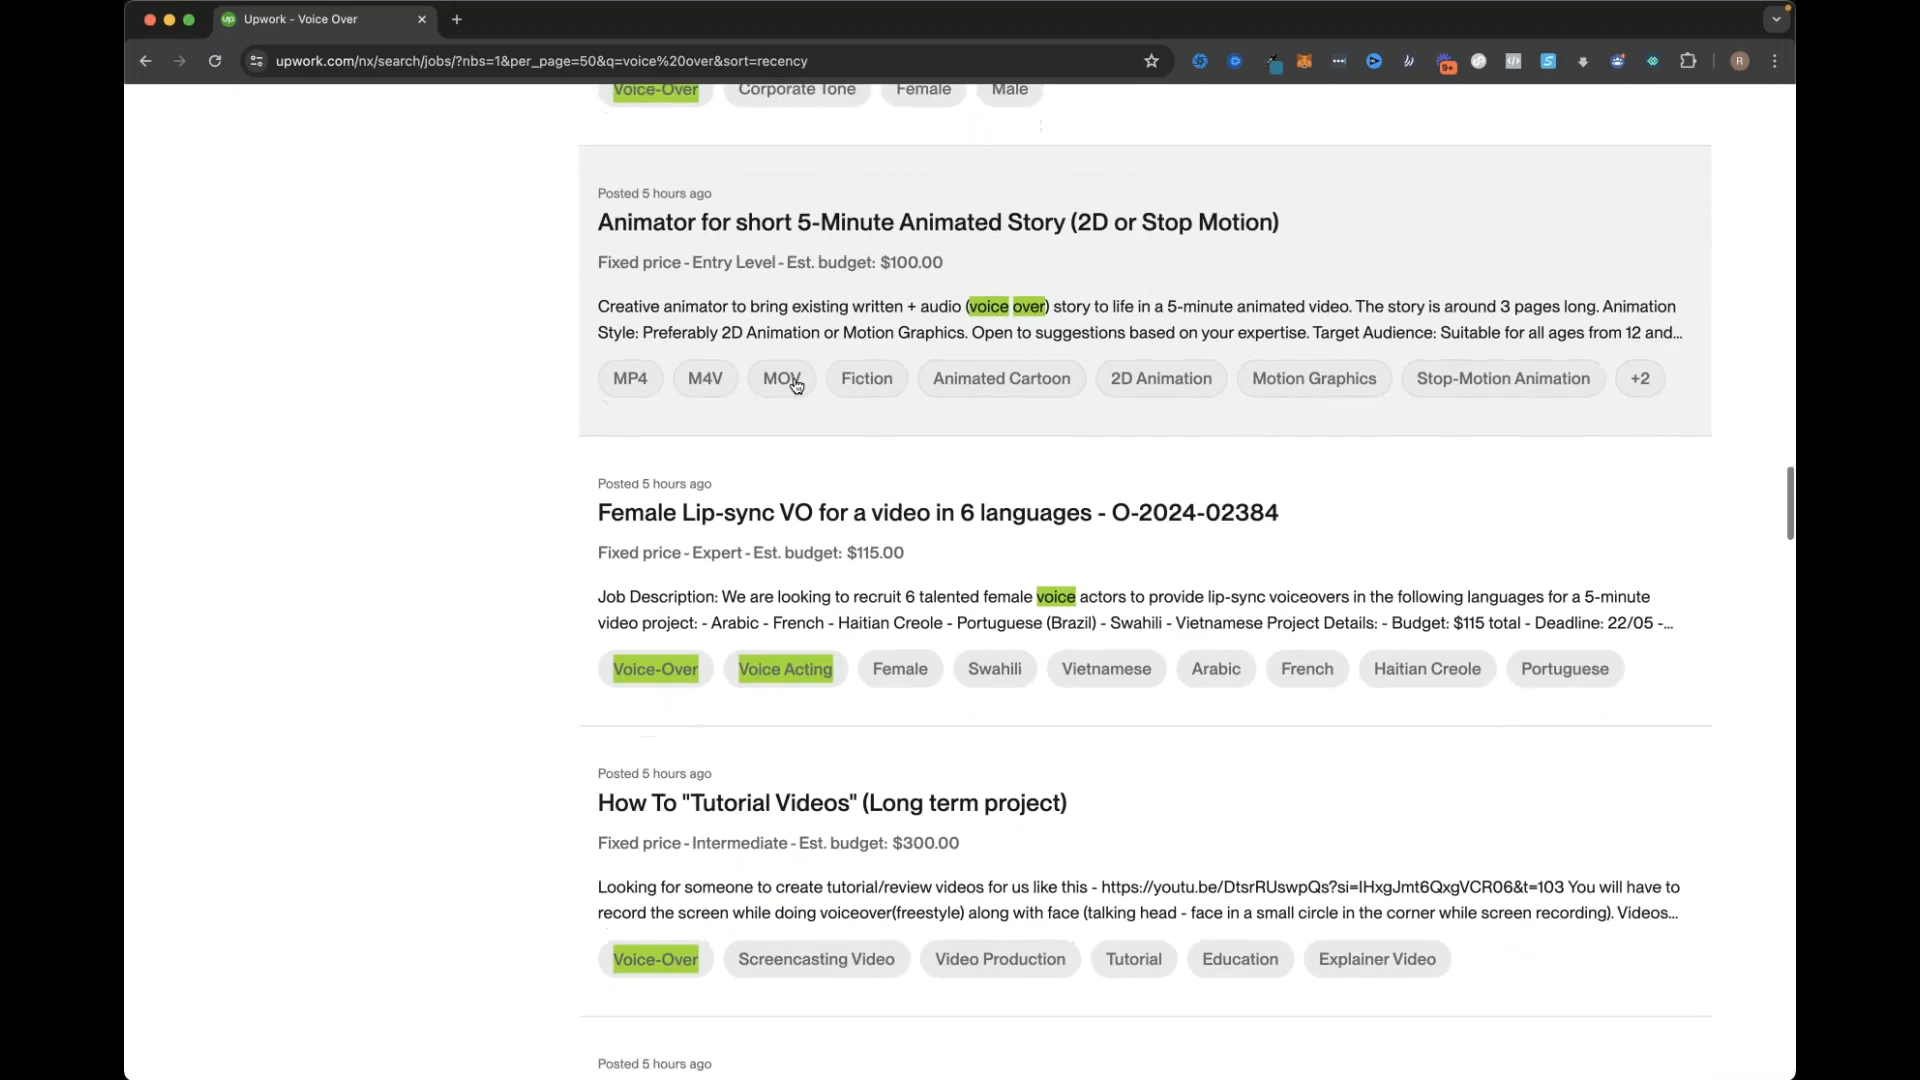 Upwork - Voice Over
upwork.com/nx/search/jobs/?nbs=1&per_page=50&q=voice%20over&sort=recency
9+
R
Voice-Over Corporate Tone Female Male
Posted 5 hours ago
Animator for short 5-Minute Animated Story (2D or Stop Motion)
Fixed price - Entry Level - Est. budget: $100.00
Creative animator to bring existing written + audio (voice over) story to life in a 5-minute animated video. The story is around 3 pages long. Animation
Style: Preferably 2D Animation or Motion Graphics. Open to suggestions based on your expertise. Target Audience: Suitable for all ages from 12 and...
MP4 M4V MOV Fiction Animated Cartoon 2D Animation Motion Graphics Stop-Motion Animation +2
Posted 5 hours ago
Female Lip-sync VO for a video in 6 languages - O-2024-02384
Fixed price - Expert - Est. budget: $115.00
Job Description: We are looking to recruit 6 talented female voice actors to provide lip-sync voiceovers in the following languages for a 5-minute
video project: - Arabic - French - Haitian Creole - Portuguese (Brazil) - Swahili - Vietnamese Project Details: - Budget: $115 total - Deadline: 22/05 -...
Voice-Over Voice Acting Female Swahili Vietnamese Arabic French Haitian Creole Portuguese
Posted 5 hours ago
How To "Tutorial Videos" (Long term project)
Fixed price - Intermediate - Est. budget: $300.00
Looking for someone to create tutorial/review videos for us like this - https://youtu.be/DtsrRUswpQs?si=IHxgJmt6QxgVCR06&t=103 You will have to
record the screen while doing voiceover(freestyle) along with face (talking head - face in a small circle in the corner while screen recording). Videos...
Voice-Over Screencasting Video Video Production Tutorial Education Explainer Video
Posted 5 hours ago